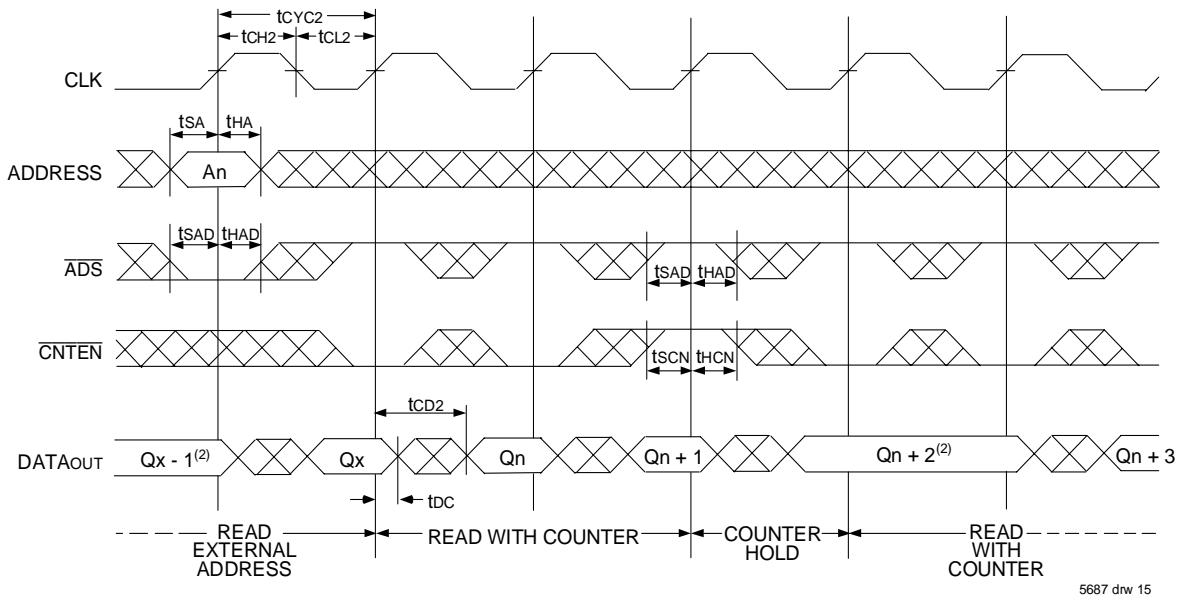 tCYC2
tCH2 tCL2
CLK
tSA tHA
ADDRESS An
tSAD tHAD
ADS
tSAD tHAD
CNTEN
tSCN tHCN
tCD2
DATAOUT Qx - 1(2) Qx Qn Qn + 1 Qn + 2(2) Qn + 3
tDC
READ EXTERNAL ADDRESS
READ WITH COUNTER
COUNTER HOLD
READ WITH COUNTER
5687 drw 15